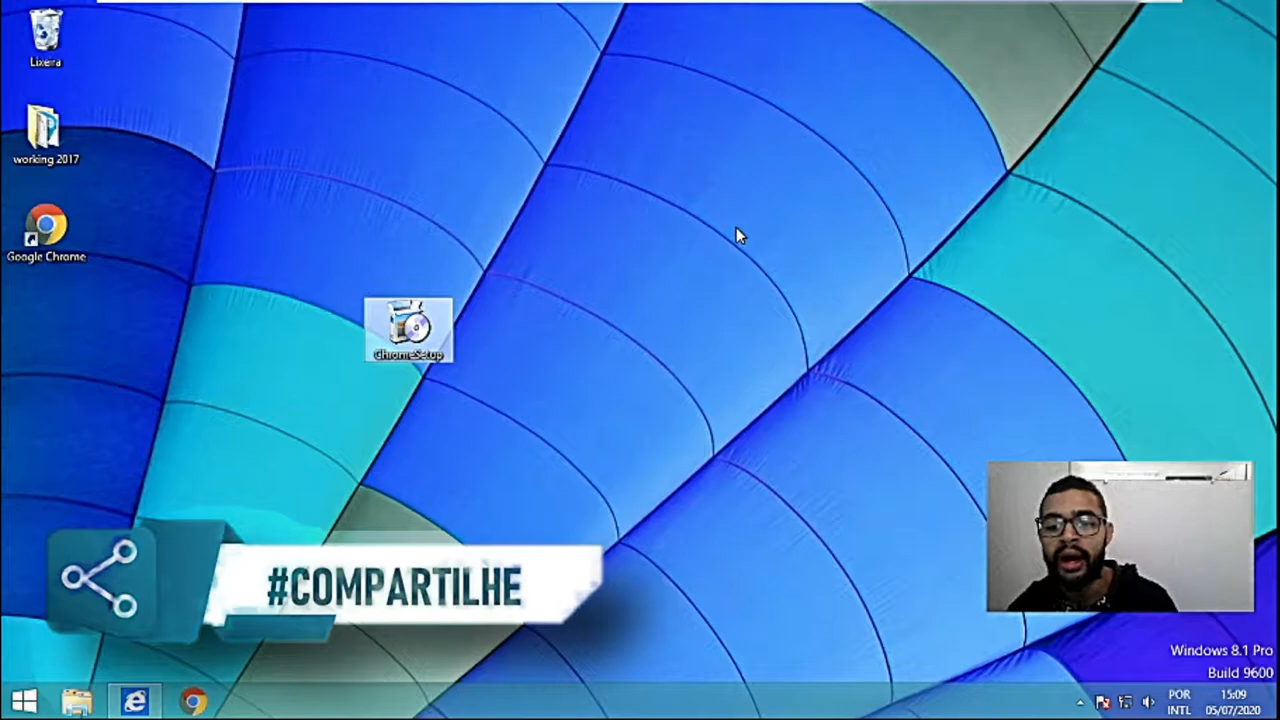 Lixeira
working 2017
Google Chrome
ChromeSetup
#COMPARTILHE
Windows 8.1 Pro
Build 9600
POR
INTL
15:09
05/07/2020